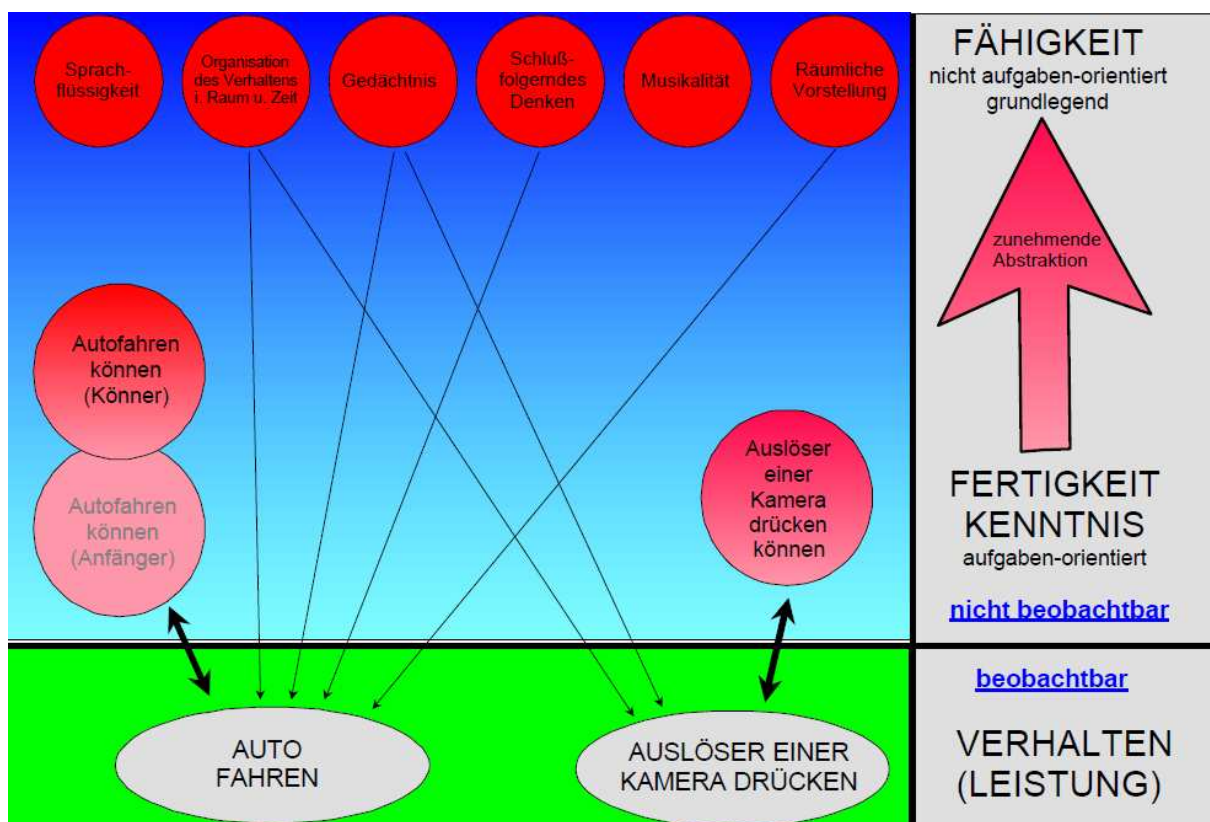 Sprach-
flüssigkeit
Organisation
des Verhaltens
i. Raum u. Zeit
Gedächtnis
Schluß-
folgerndes
Denken
Musikalität
Räumliche
Vorstellung
FÄHIGKEIT
nicht aufgaben-orientiert
grundlegend
zunehmende
Abstraktion
Autofahren
können
(Könner)
Autofahren
können
(Anfänger)
Auslöser
einer
Kamera
drücken
können
FERTIGKEIT
KENNTNIS
aufgaben-orientiert
nicht beobachtbar
beobachtbar
AUTO
FAHREN
AUSLÖSER EINER
KAMERA DRÜCKEN
VERHALTEN
(LEISTUNG)